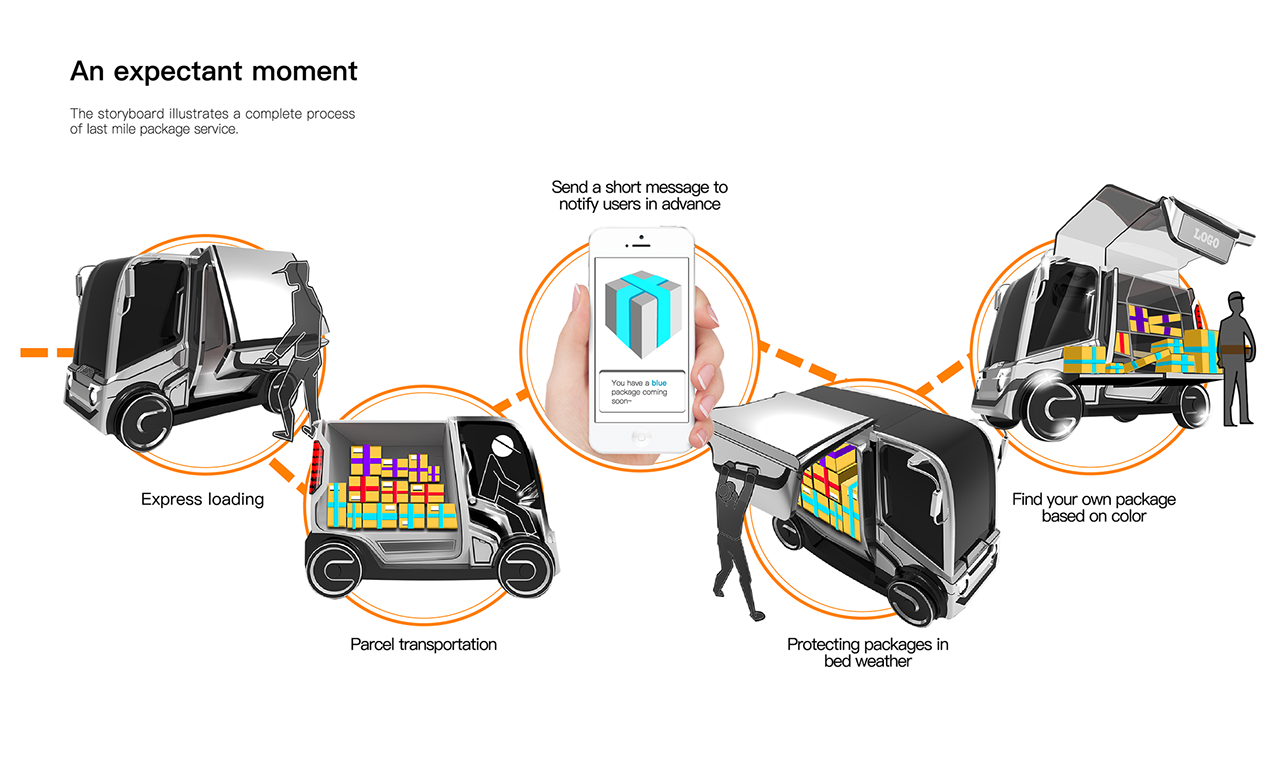 An expectant moment
The storyboard illustrates a complete process
of last mile package service.
Send a short message to
notify users in advance
LOGO
You have a blue
package coming
soon~
Express loading
Find your own package
based on color
Parcel transportation
Protecting packages in
bed weather